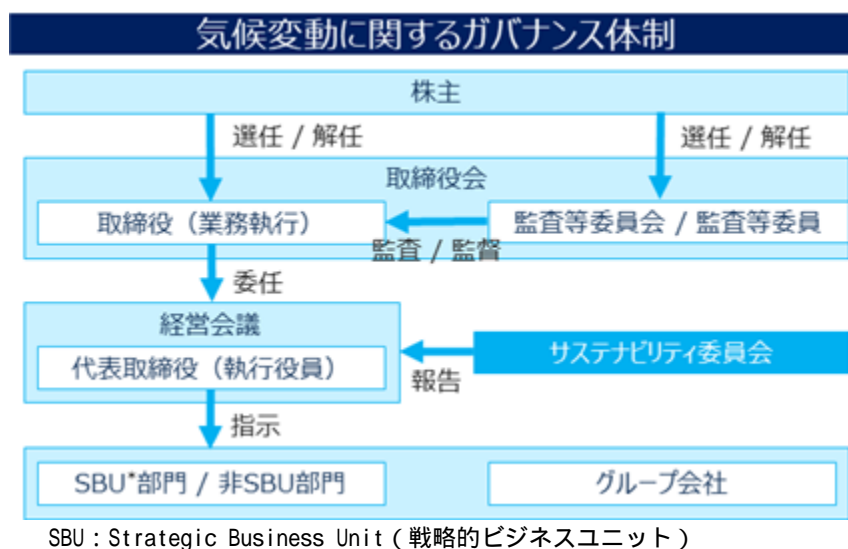 気候変動に関するガバナンス体制
株主
選任 / 解任
選任 / 解任
取締役会
取締役（業務執行）
監査等委員会 / 監査等委員
監査 / 監督
委任
経営会議
代表取締役（執行役員）
サステナビリティ委員会
報告
指示
SBU*部門 / 非SBU部門
グループ会社
SBU：Strategic Business Unit（戦略的ビジネスユニット）